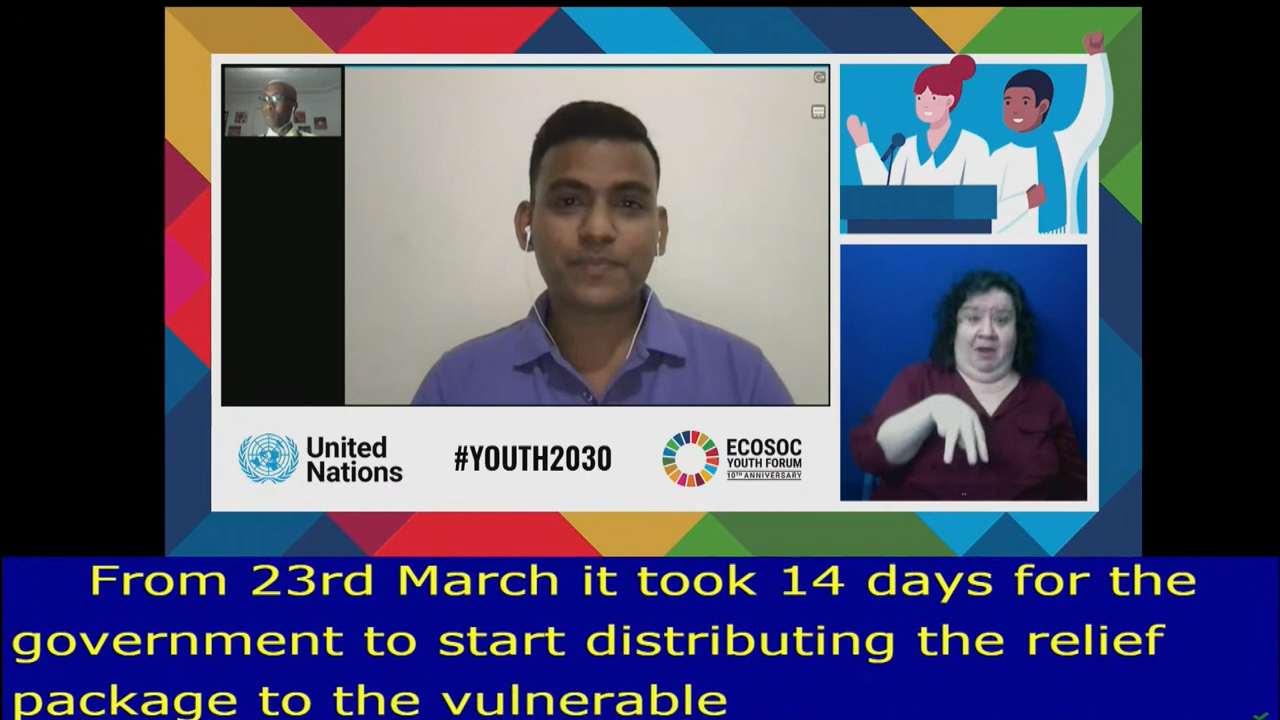 United
Nations
#YOUTH2030
ECOSOC
YOUTH FORUM
10TH ANNIVERSARY
From 23rd March it took 14 days for the
government to start distributing the relief
package to the vulnerable